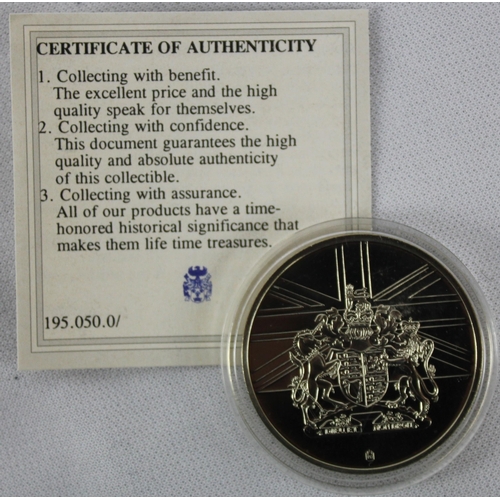 CERTIFICATE OF AUTHENTICITY
1. Collecting with benefit.
The excellent price and the high
quality speak for themselves.
2. Collecting with confidence.
This document guarantees the high
quality and absolute authenticity
of this collectible.
3. Collecting with assurance.
All of our products have a time-
honored historical significance that
makes them life time treasures.
195.050.0/